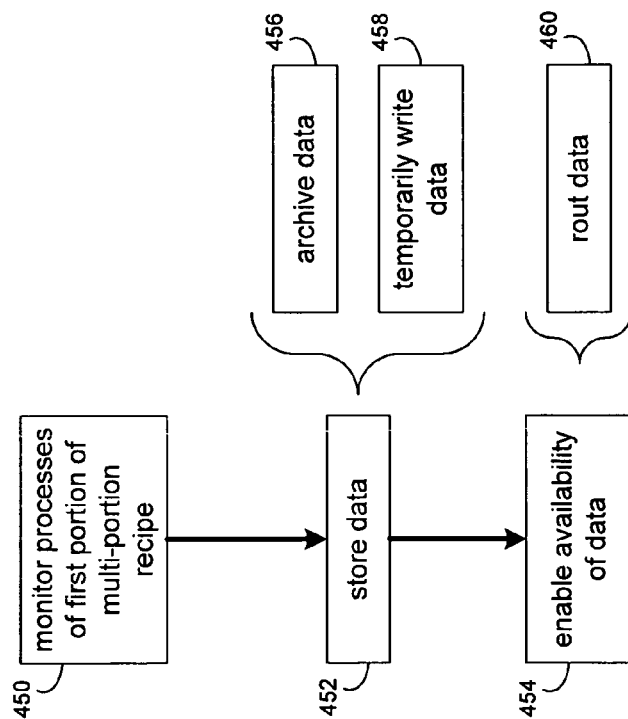 450
monitor processes
of first portion of
multi-portion
recipe
452
store data
456
archive data
458
temporarily write
data
454
enable availability
of data
460
rout data